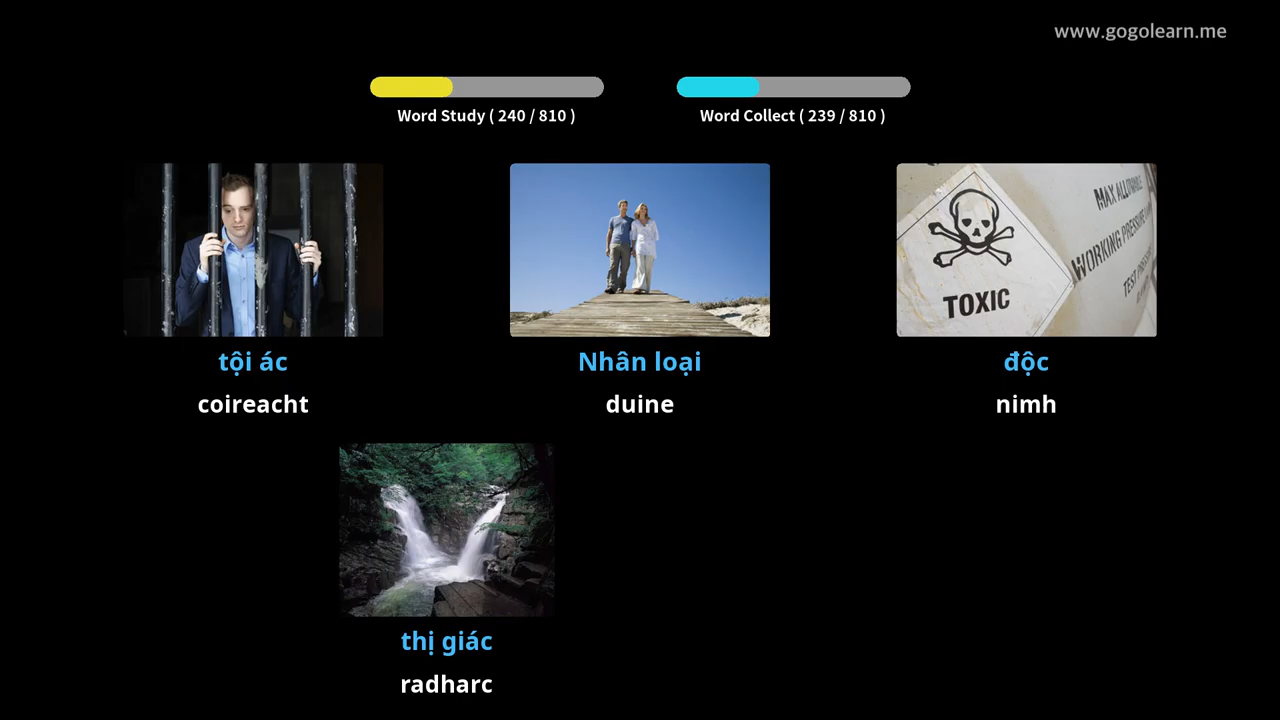 www.gogolearn.me
Word Study ( 240 / 810 )
Word Collect ( 239 / 810 )
TOXIC
MAX ALLOWABLE
WORKING PRESSURE
TEST
tội ác
Nhân loại
độc
coireacht
duine
nimh
thị giác
radharc